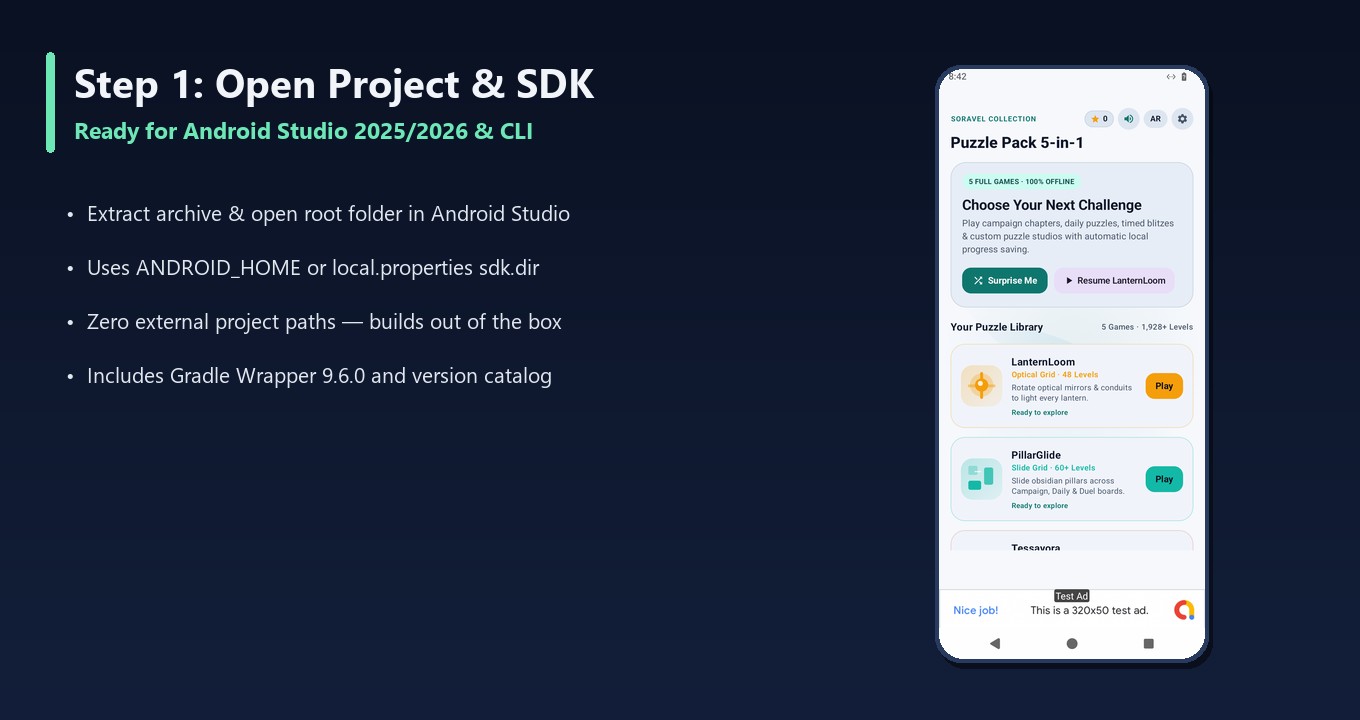 Step 1: Open Project & SDK
Ready for Android Studio 2025/2026 & CLI
• Extract archive & open root folder in Android Studio
• Uses ANDROID_HOME or local.properties sdk.dir
• Zero external project paths — builds out of the box
• Includes Gradle Wrapper 9.6.0 and version catalog
8:42
SORAVEL COLLECTION
0
AR
Puzzle Pack 5-in-1
5 FULL GAMES · 100% OFFLINE
Choose Your Next Challenge
Play campaign chapters, daily puzzles, timed blitzes
& custom puzzle studios with automatic local
progress saving.
Surprise Me
Resume LanternLoom
Your Puzzle Library
5 Games · 1,928+ Levels
LanternLoom
Optical Grid · 48 Levels
Rotate optical mirrors & conduits
to light every lantern.
Ready to explore
Play
PillarGlide
Slide Grid · 60+ Levels
Slide obsidian pillars across
Campaign, Daily & Duel boards.
Ready to explore
Play
Tessavora
Test Ad
Nice job!
This is a 320x50 test ad.